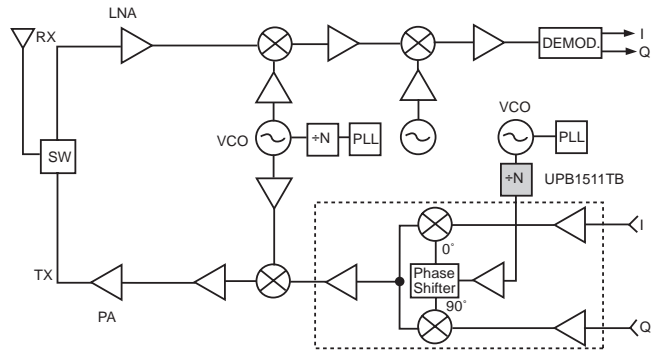 LNA
RX
I
DEMOD.
Q
VCO
VCO
÷N
PLL
PLL
SW
÷N
UPB1511TB
I
0°
TX
Phase
Shifter
90°
PA
Q